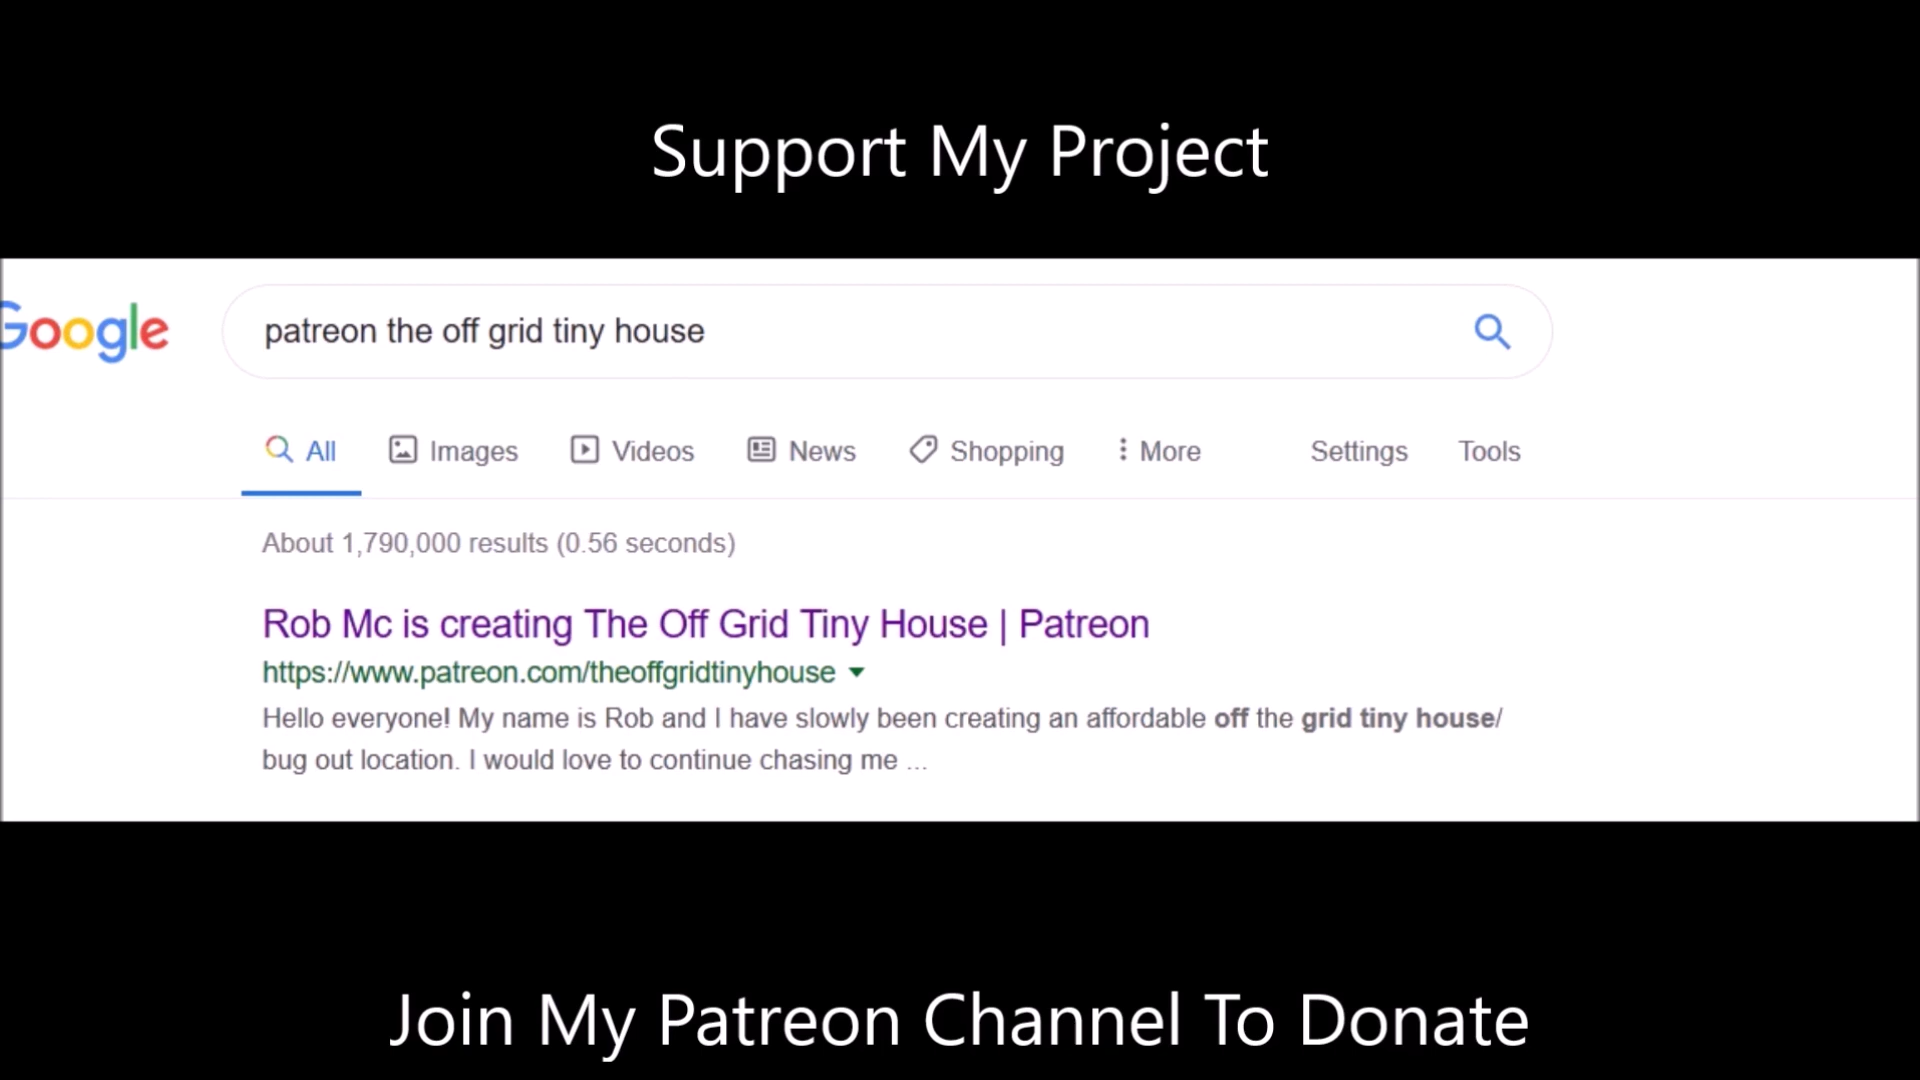 Support My Project
Google
patreon the off grid tiny house
All Images Videos News Shopping More Settings Tools
About 1,790,000 results (0.56 seconds)
Rob Mc is creating The Off Grid Tiny House | Patreon
https://www.patreon.com/theoffgridtinyhouse
Hello everyone! My name is Rob and I have slowly been creating an affordable off the grid tiny house/
bug out location. I would love to continue chasing me ...
Join My Patreon Channel To Donate